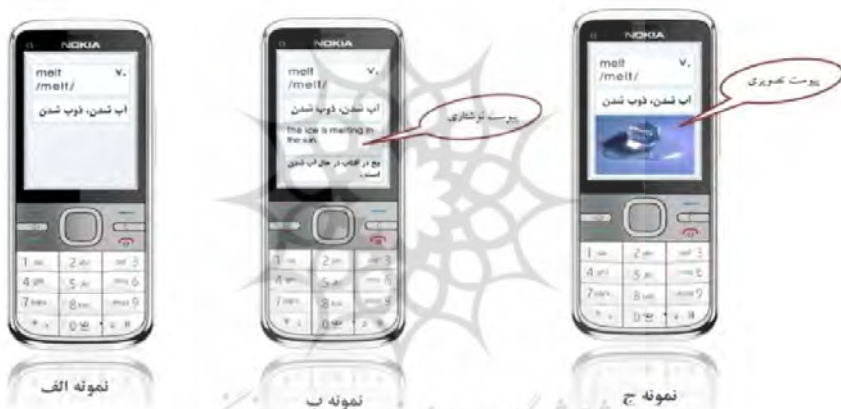 NOKIA
melt v.
/melt/
آب شدن، ذوب شدن
نمونه الف
NOKIA
melt v.
/melt/
آب شدن، ذوب شدن
the ice is melting in
the sun.
یخ در آفتاب در حال آب شدن
است.
پیوست نوشتاری
نمونه ب
NOKIA
melt v.
/melt/
آب شدن، ذوب شدن
پیوست تصویری
نمونه ج